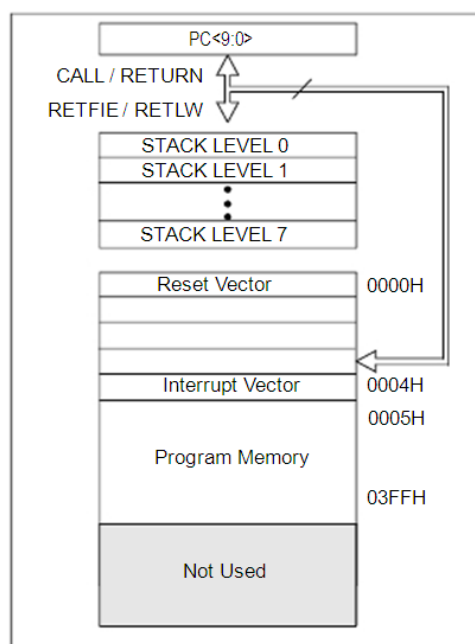 PC<9:0>
CALL / RETURN
RETFIE / RETLW
STACK LEVEL 0
STACK LEVEL 1
STACK LEVEL 7
Reset Vector 0000H
Interrupt Vector 0004H
0005H
Program Memory
03FFH
Not Used